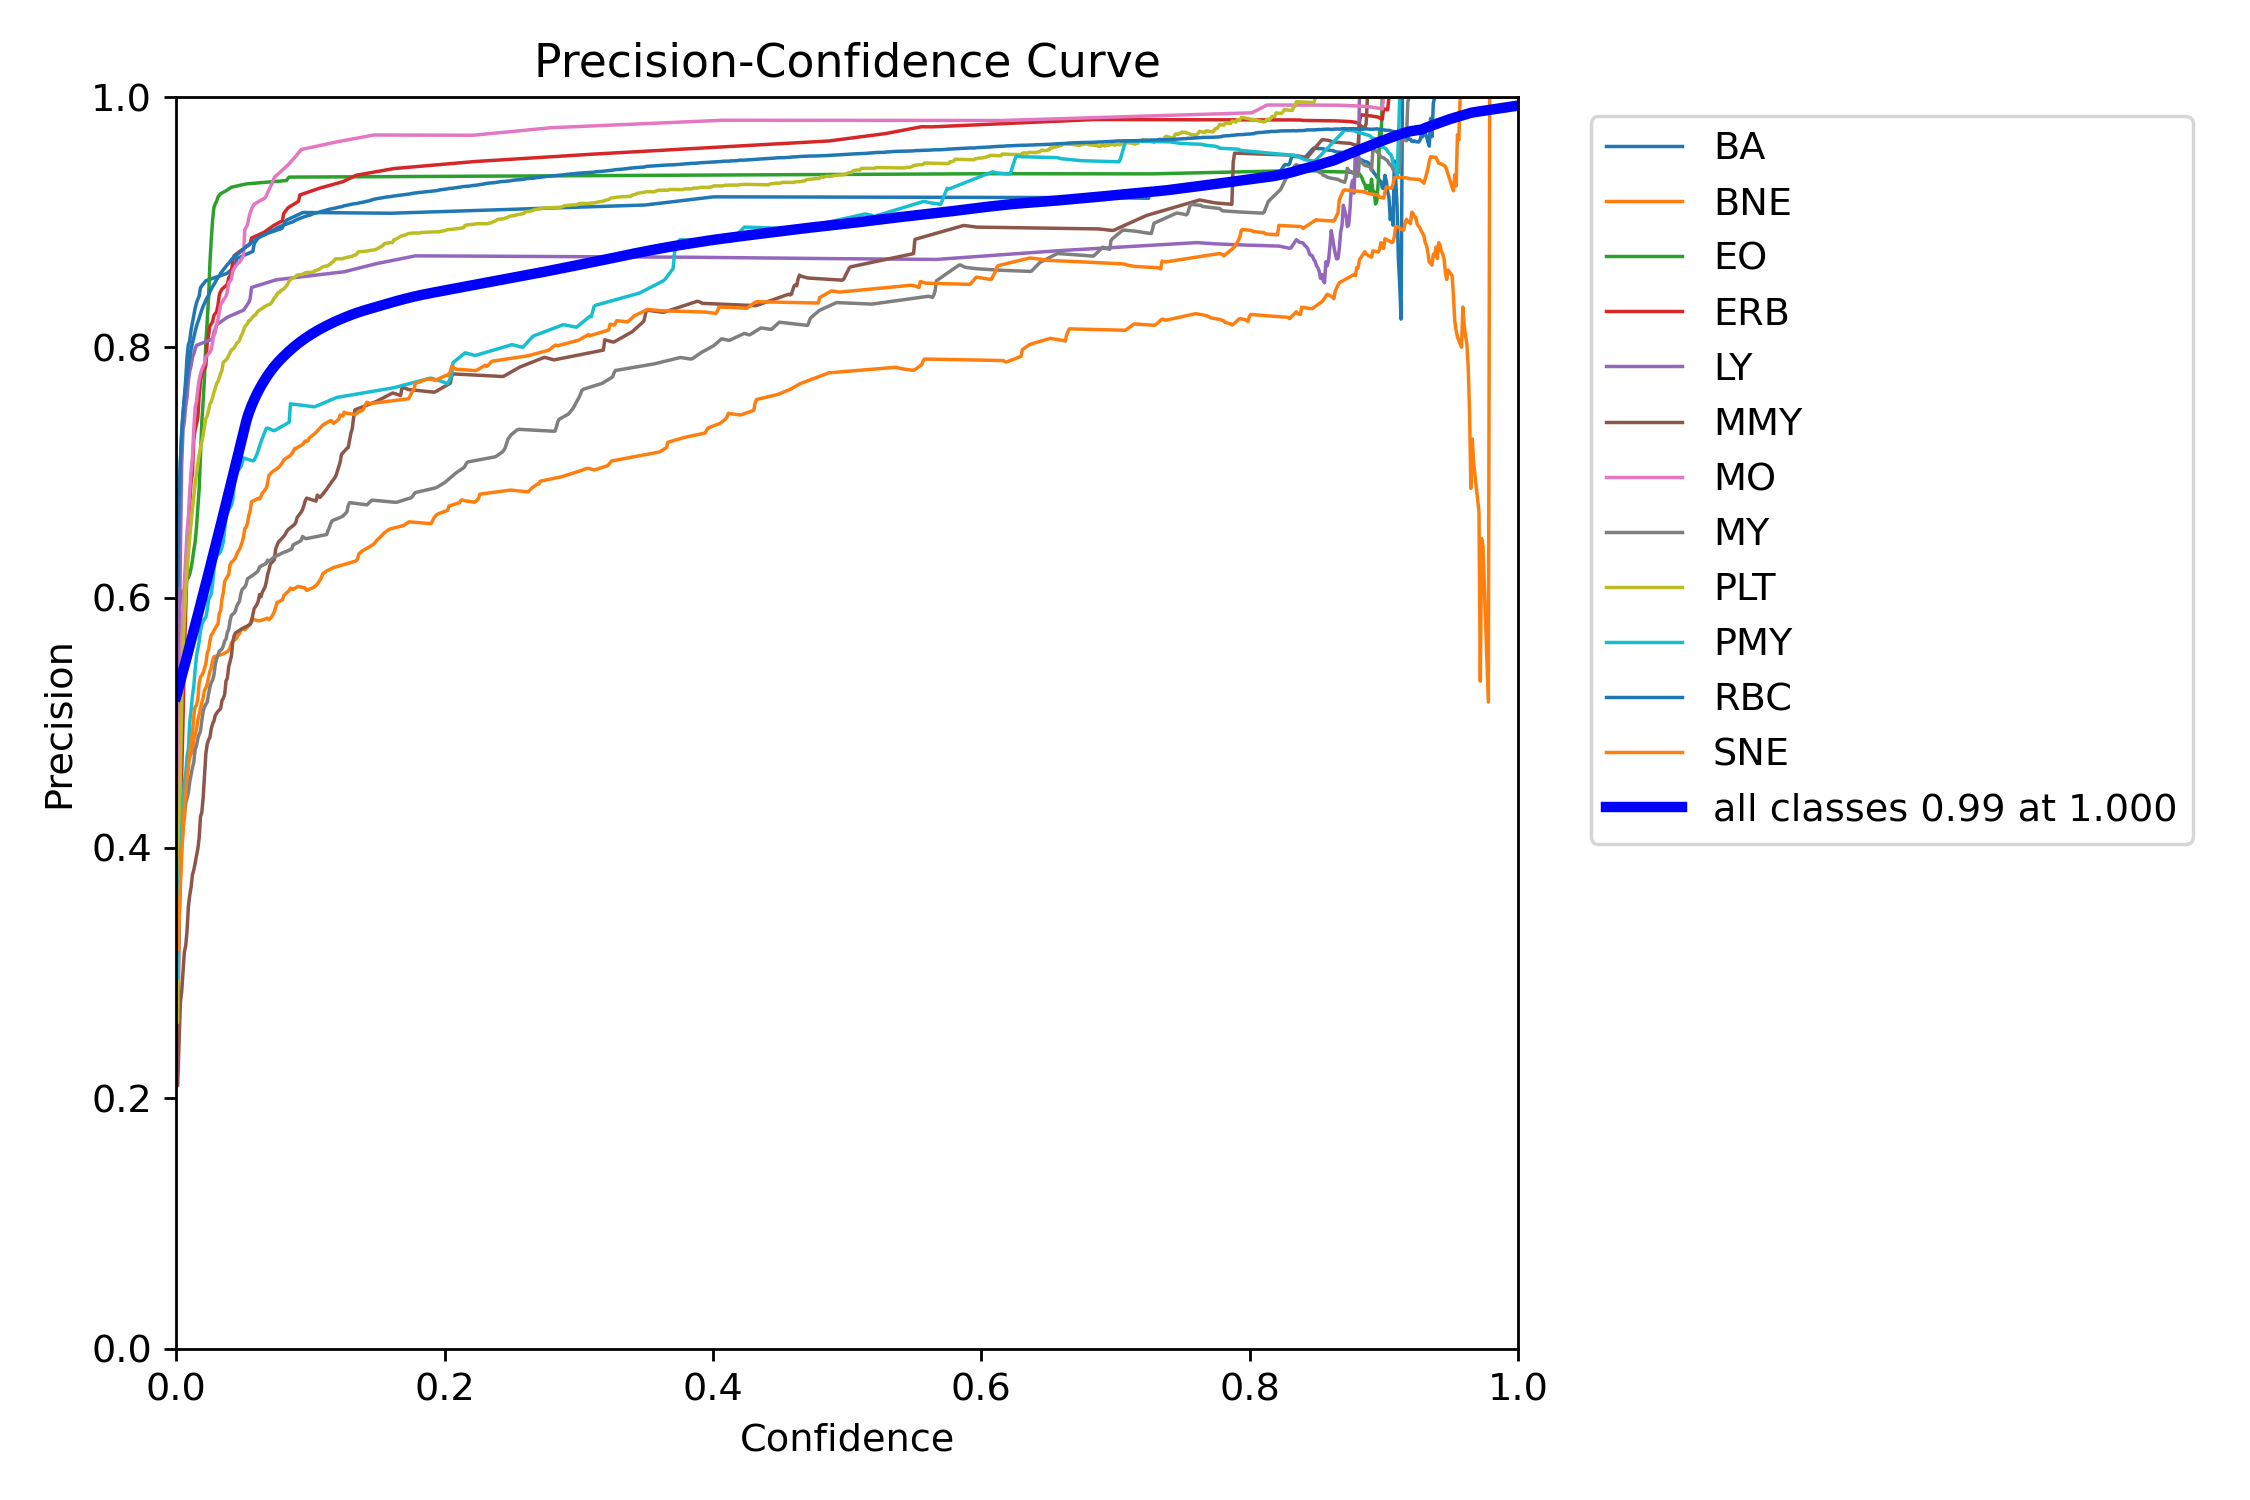 Precision-Confidence Curve
1.0
0.8
0.6
0.4
0.2
0.0
Precision
0.0 0.2 0.4 0.6 0.8 1.0
Confidence
BA
BNE
EO
ERB
LY
MMY
MO
MY
PLT
PMY
RBC
SNE
all classes 0.99 at 1.000